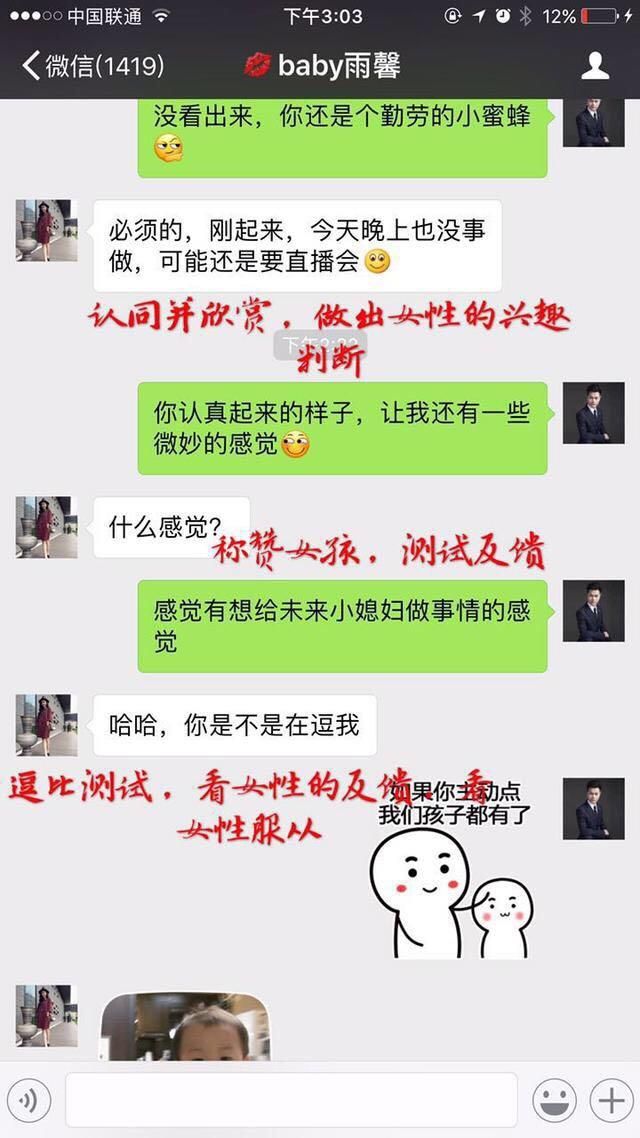 中国联通
下午3:03
12%
微信(1419)
baby雨馨
没看出来，你还是个勤劳的小蜜蜂
必须的，刚起来，今天晚上也没事
做，可能还是要直播会
认同并欣赏，做出女性的兴趣
判断
你认真起来的样子，让我还有一些
微妙的感觉
什么感觉？
称赞女孩，测试反馈
感觉有想给未来小媳妇做事情的感
觉
哈哈，你是不是在逗我
逗比测试，看女性的反馈、看
女性服从
如果你主动点
我们孩子都有了